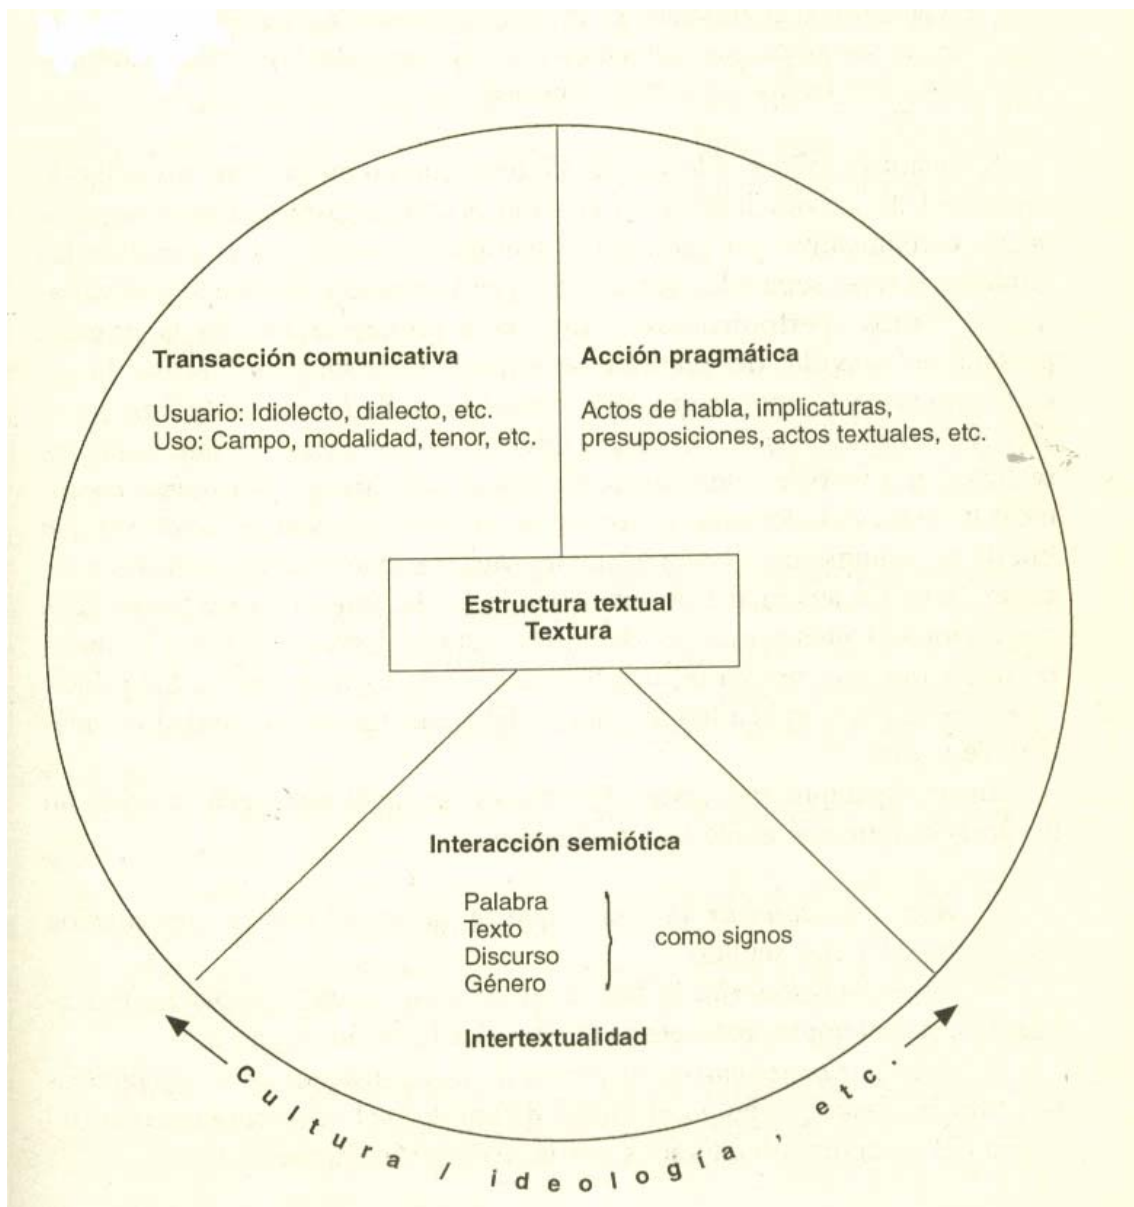 Transacción comunicativa
Usuario: Idiolecto, dialecto, etc.
Uso: Campo, modalidad, tenor, etc.
Acción pragmática
Actos de habla, implicaturas,
presuposiciones, actos textuales, etc.
Estructura textual
Textura
Interacción semiótica
Palabra
Texto
Discurso
Género
como signos
Intertextualidad
Cultura / ideología, etc.